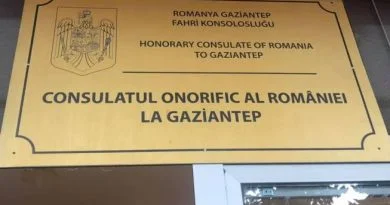 ROMANYA GAZİANTEP
FAHRİ KONSOLOSLUĞU
HONORARY CONSULATE OF ROMANIA
TO GAZIANTEP
CONSULATUL ONORIFIC AL ROMÂNIEI
LA GAZİANTEP